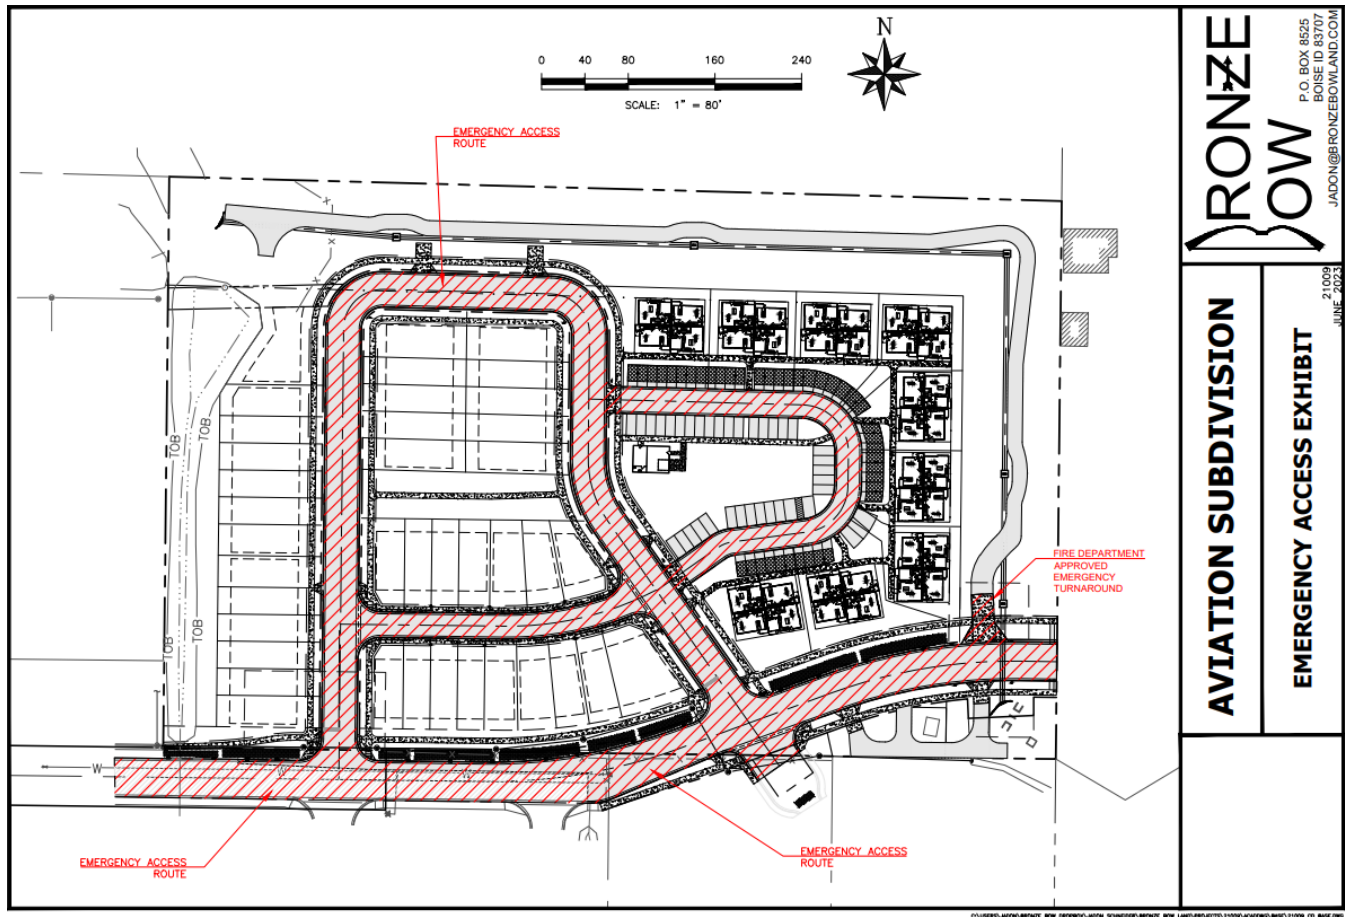 N
0 40 80 160 240
SCALE: 1" = 80'
EMERGENCY ACCESS
ROUTE
TOB
TOB
TOB
TOB
FIRE DEPARTMENT
APPROVED
EMERGENCY
TURNAROUND
W
W
W
EMERGENCY ACCESS
ROUTE
EMERGENCY ACCESS
ROUTE
RONZE
OW
P.O. BOX 8525
BOISE ID 83707
JADON@BRONZEBOWLAND.COM
AVIATION SUBDIVISION
EMERGENCY ACCESS EXHIBIT
21009
JUNE 2023